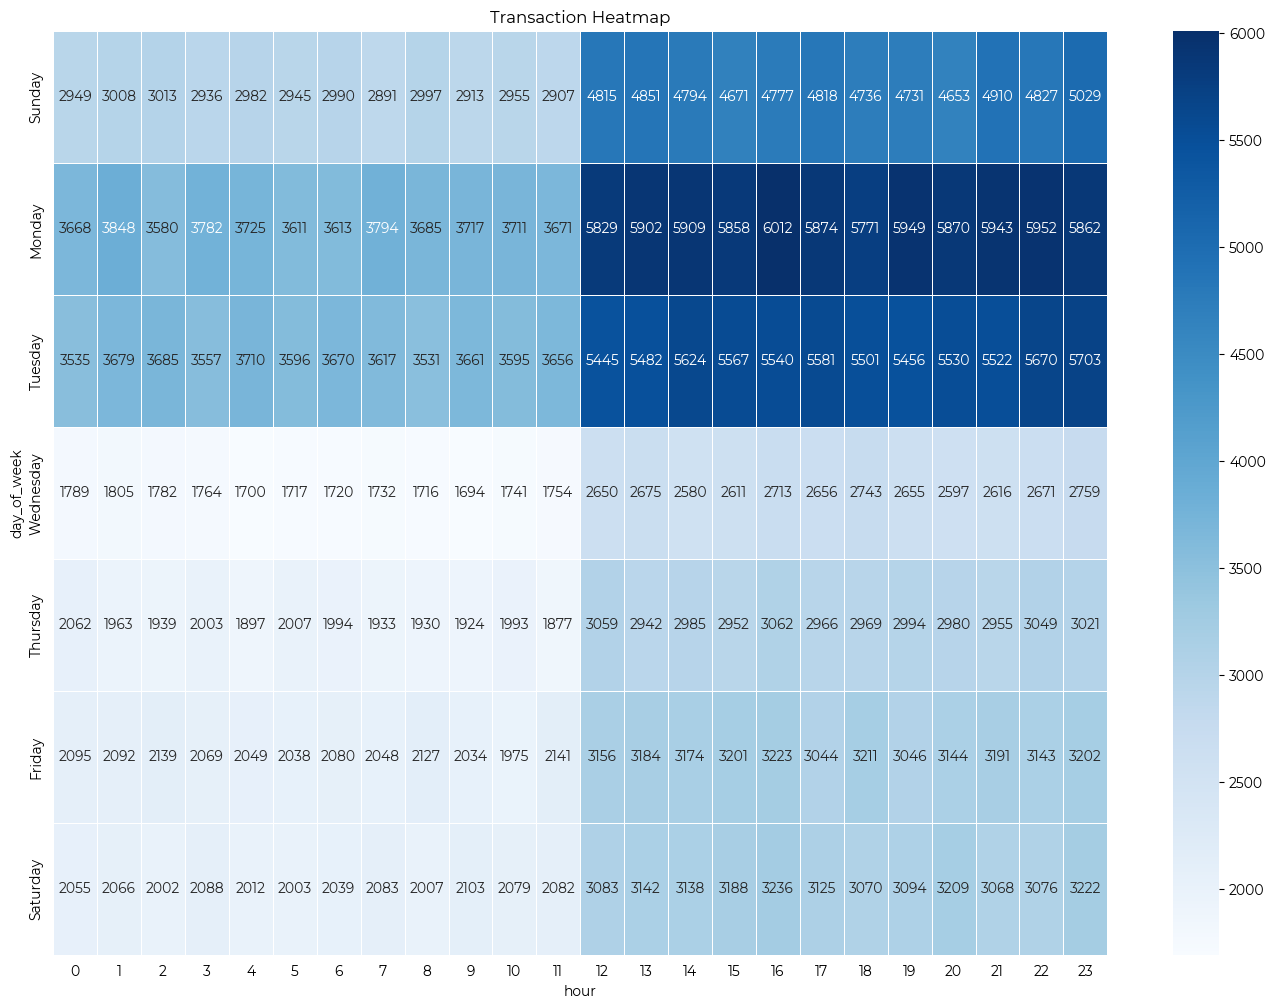 Transaction Heatmap
Sunday 2949 3008 3013 2936 2982 2945 2990 2891 2997 2913 2955 2907 4815 4851 4794 4671 4777 4818 4736 4731 4653 4910 4827 5029
Monday 3668 3848 3580 3782 3725 3611 3613 3794 3685 3717 3711 3671 5829 5902 5909 5858 6012 5874 5771 5949 5870 5943 5952 5862
Tuesday 3535 3679 3685 3557 3710 3596 3670 3617 3531 3661 3595 3656 5445 5482 5624 5567 5540 5581 5501 5456 5530 5522 5670 5703
day_of_week
Wednesday 1789 1805 1782 1764 1700 1717 1720 1732 1716 1694 1741 1754 2650 2675 2580 2611 2713 2656 2743 2655 2597 2616 2671 2759
Thursday 2062 1963 1939 2003 1897 2007 1994 1933 1930 1924 1993 1877 3059 2942 2985 2952 3062 2966 2969 2994 2980 2955 3049 3021
Friday 2095 2092 2139 2069 2049 2038 2080 2048 2127 2034 1975 2141 3156 3184 3174 3201 3223 3044 3211 3046 3144 3191 3143 3202
Saturday 2055 2066 2002 2088 2012 2003 2039 2083 2007 2103 2079 2082 3083 3142 3138 3188 3236 3125 3070 3094 3209 3068 3076 3222
0 1 2 3 4 5 6 7 8 9 10 11 12 13 14 15 16 17 18 19 20 21 22 23
hour
6000
5500
5000
4500
4000
3500
3000
2500
2000